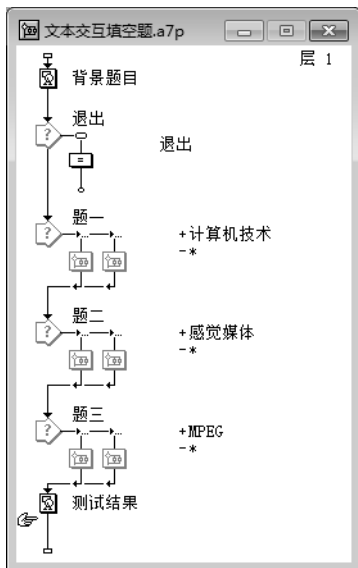 文本交互填空题.a7p
层 1
背景题目
退出
退出
=
?
题一
?
+计算机技术
-*
题二
?
+感觉媒体
-*
题三
?
+MPEG
-*
测试结果